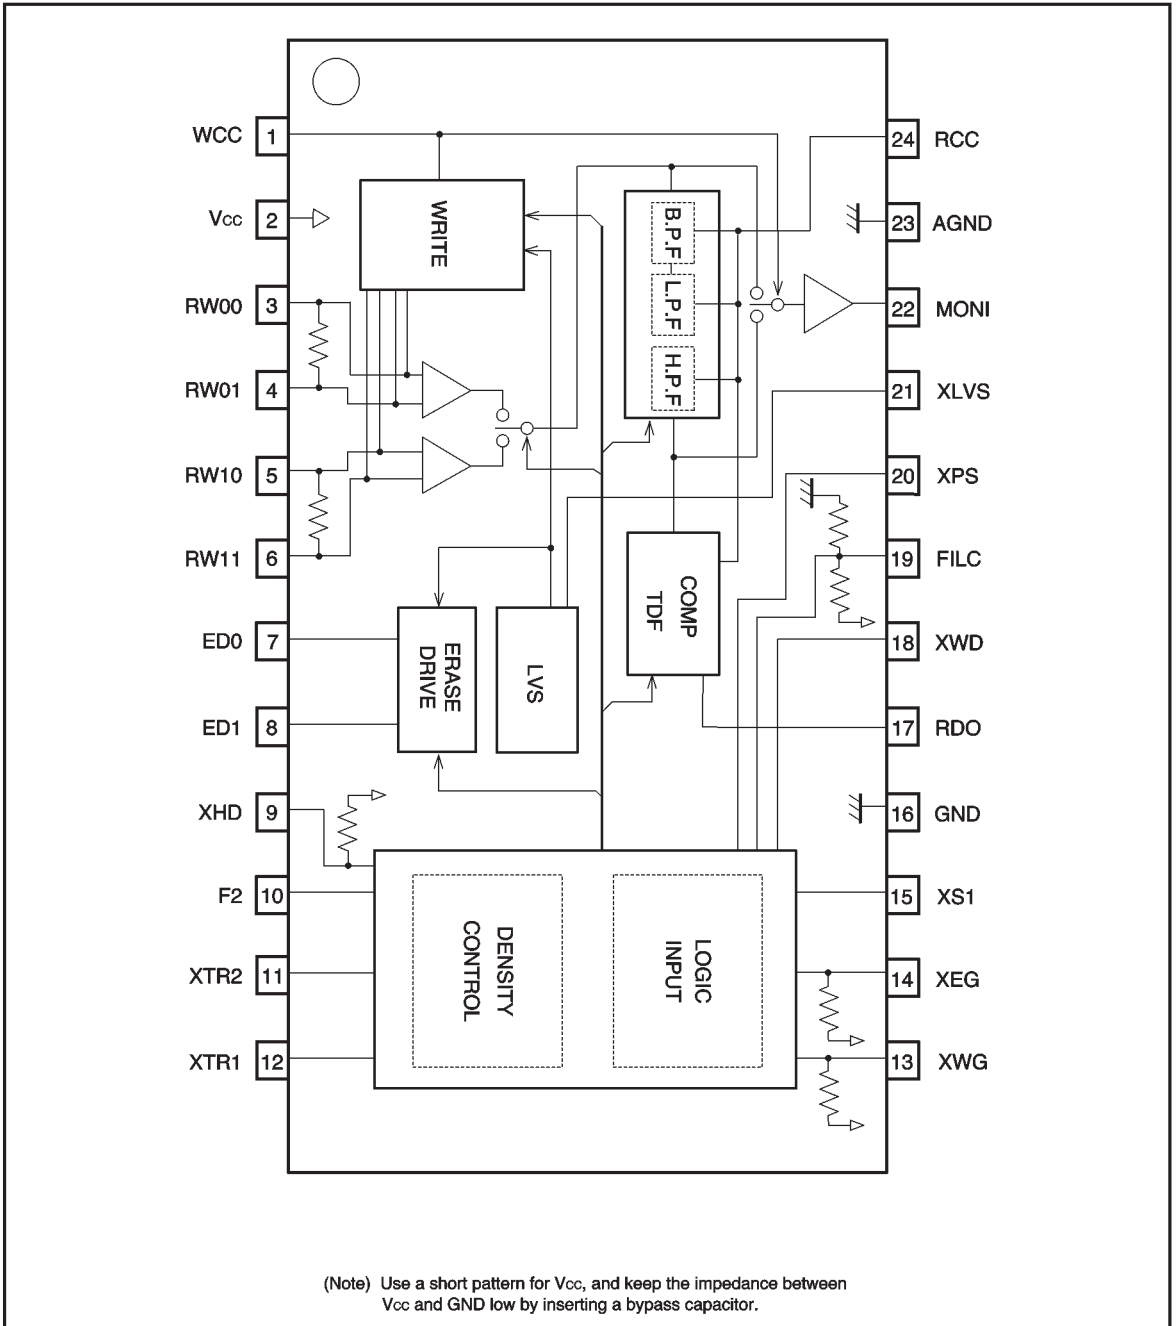 WCC 1
24 RCC
Vcc 2
23 AGND
RW00 3
22 MONI
RW01 4
21 XLVS
RW10 5
20 XPS
RW11 6
19 FILC
ED0 7
18 XWD
ED1 8
17 RDO
XHD 9
16 GND
F2 10
15 XS1
XTR2 11
14 XEG
XTR1 12
13 XWG
WRITE
B.P.F
L.P.F
H.P.F
COMP
TDF
ERASE
DRIVE
LVS
DENSITY
CONTROL
LOGIC
INPUT
(Note) Use a short pattern for Vcc, and keep the impedance between
Vcc and GND low by inserting a bypass capacitor.